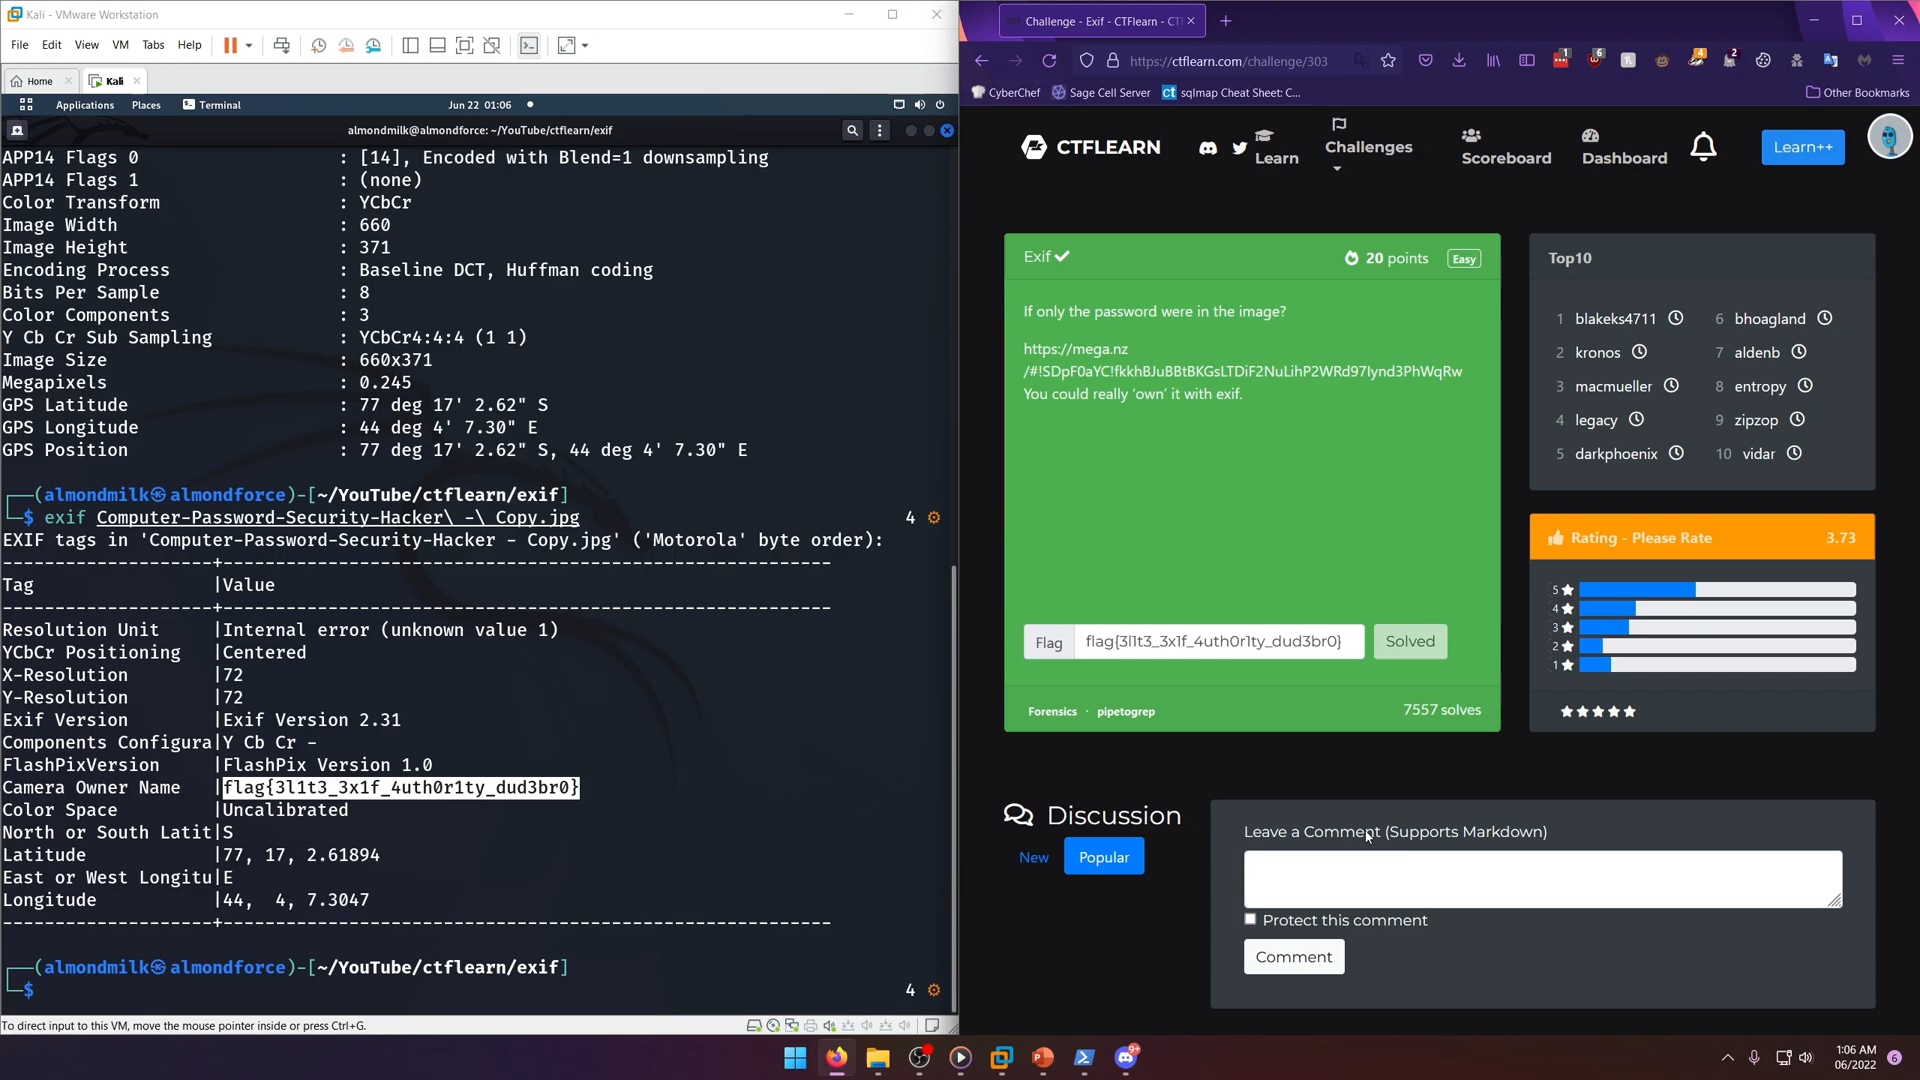 Kali - VMware Workstation
File Edit View VM Tabs Help
Home Kali
Applications Places Terminal Jun 22 01:06
almondmilk@almondforce: ~/YouTube/ctflearn/exif
APP14 Flags 0 : [14], Encoded with Blend=1 downsampling
APP14 Flags 1 : (none)
Color Transform : YCbCr
Image Width : 660
Image Height : 371
Encoding Process : Baseline DCT, Huffman coding
Bits Per Sample : 8
Color Components : 3
Y Cb Cr Sub Sampling : YCbCr4:4:4 (1 1)
Image Size : 660x371
Megapixels : 0.245
GPS Latitude : 77 deg 17' 2.62" S
GPS Longitude : 44 deg 4' 7.30" E
GPS Position : 77 deg 17' 2.62" S, 44 deg 4' 7.30" E
(almondmilk㉿almondforce)-[~/YouTube/ctflearn/exif]
$ exif Computer-Password-Security-Hacker\ -\ Copy.jpg 4
EXIF tags in 'Computer-Password-Security-Hacker - Copy.jpg' ('Motorola' byte order):
--------------------+----------------------------------------------------------
Tag |Value
--------------------+----------------------------------------------------------
Resolution Unit |Internal error (unknown value 1)
YCbCr Positioning |Centered
X-Resolution |72
Y-Resolution |72
Exif Version |Exif Version 2.31
Components Configura|Y Cb Cr -
FlashPixVersion |FlashPix Version 1.0
Camera Owner Name |flag{3l1t3_3x1f_4uth0r1ty_dud3br0}
Color Space |Uncalibrated
North or South Latit|S
Latitude |77, 17, 2.61894
East or West Longitu|E
Longitude |44, 4, 7.3047
--------------------+----------------------------------------------------------
(almondmilk㉿almondforce)-[~/YouTube/ctflearn/exif]
$ 4
To direct input to this VM, move the mouse pointer inside or press Ctrl+G.
Challenge - Exif - CTFlearn - CT
https://ctflearn.com/challenge/303
1 6 4 2
CyberChef Sage Cell Server ct sqlmap Cheat Sheet: C... Other Bookmarks
CTFLEARN Learn Challenges Scoreboard Dashboard Learn++
Exif 20 points Easy
If only the password were in the image?
https://mega.nz
/#!SDpF0aYC!fkkhBJuBBtBKGsLTDiF2NuLihP2WRd97Iynd3PhWqRw
You could really 'own' it with exif.
Flag flag{3l1t3_3x1f_4uth0r1ty_dud3br0} Solved
Forensics · pipetogrep 7557 solves
Top10
1 blakeks4711 6 bhoagland
2 kronos 7 aldenb
3 macmueller 8 entropy
4 legacy 9 zipzop
5 darkphoenix 10 vidar
Rating - Please Rate 3.73
5
4
3
2
1
Discussion
New Popular
Leave a Comment (Supports Markdown)
Protect this comment
Comment
9+
1:06 AM
06/2022
6